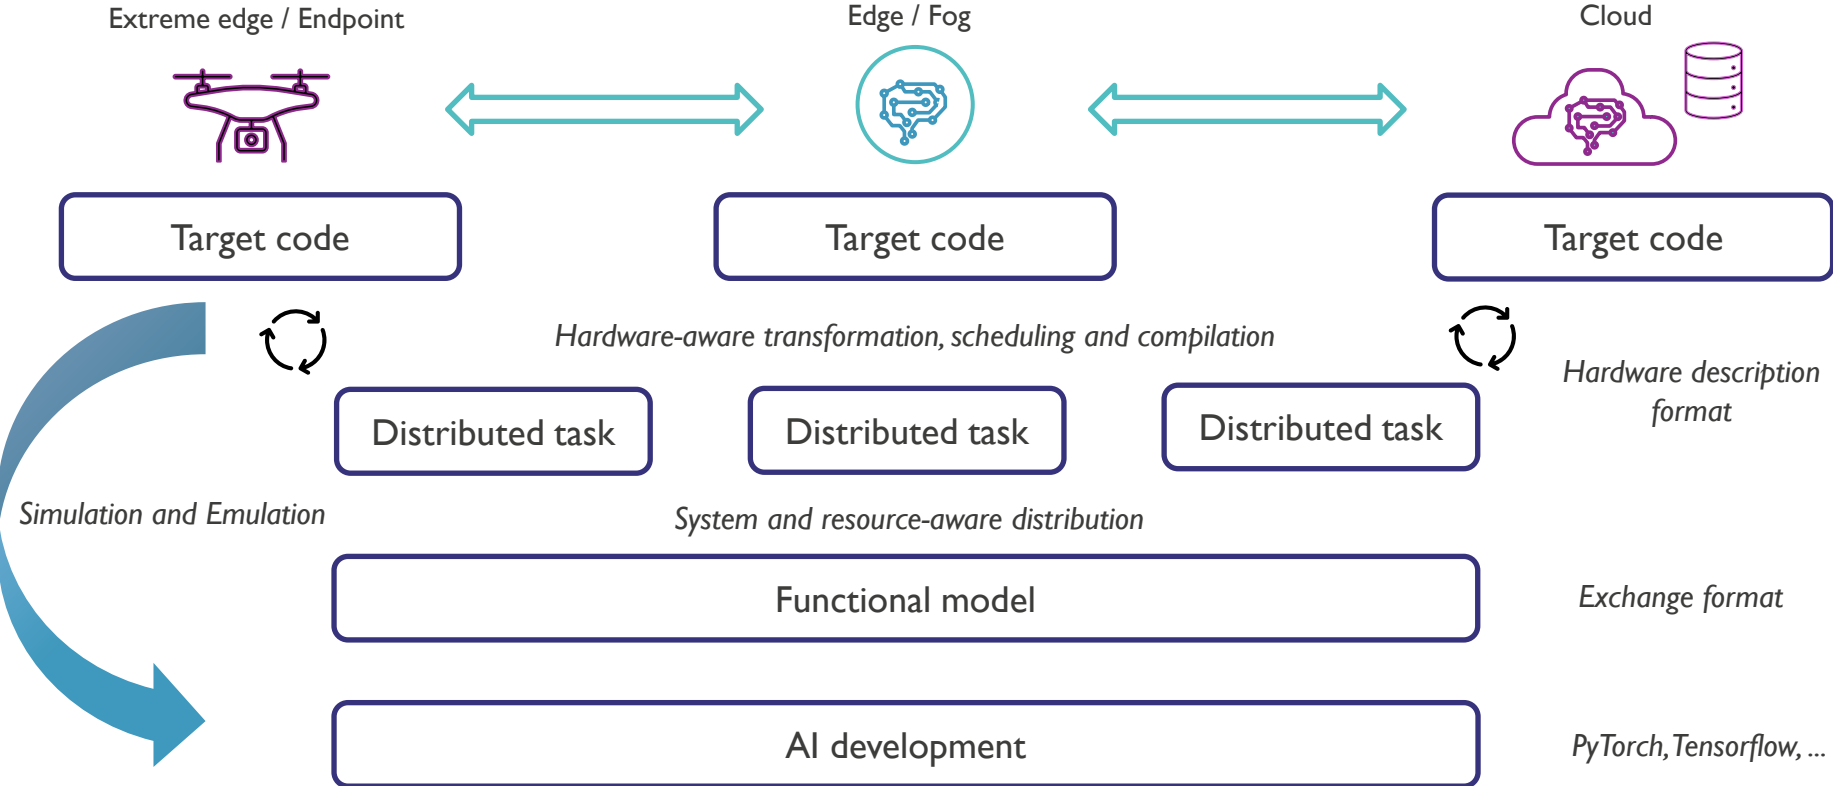 Extreme edge / Endpoint
Edge / Fog
Cloud
Target code
Target code
Target code
Hardware-aware transformation, scheduling and compilation
Hardware description
format
Distributed task
Distributed task
Distributed task
Simulation and Emulation
System and resource-aware distribution
Functional model
Exchange format
AI development
PyTorch, Tensorflow, ...